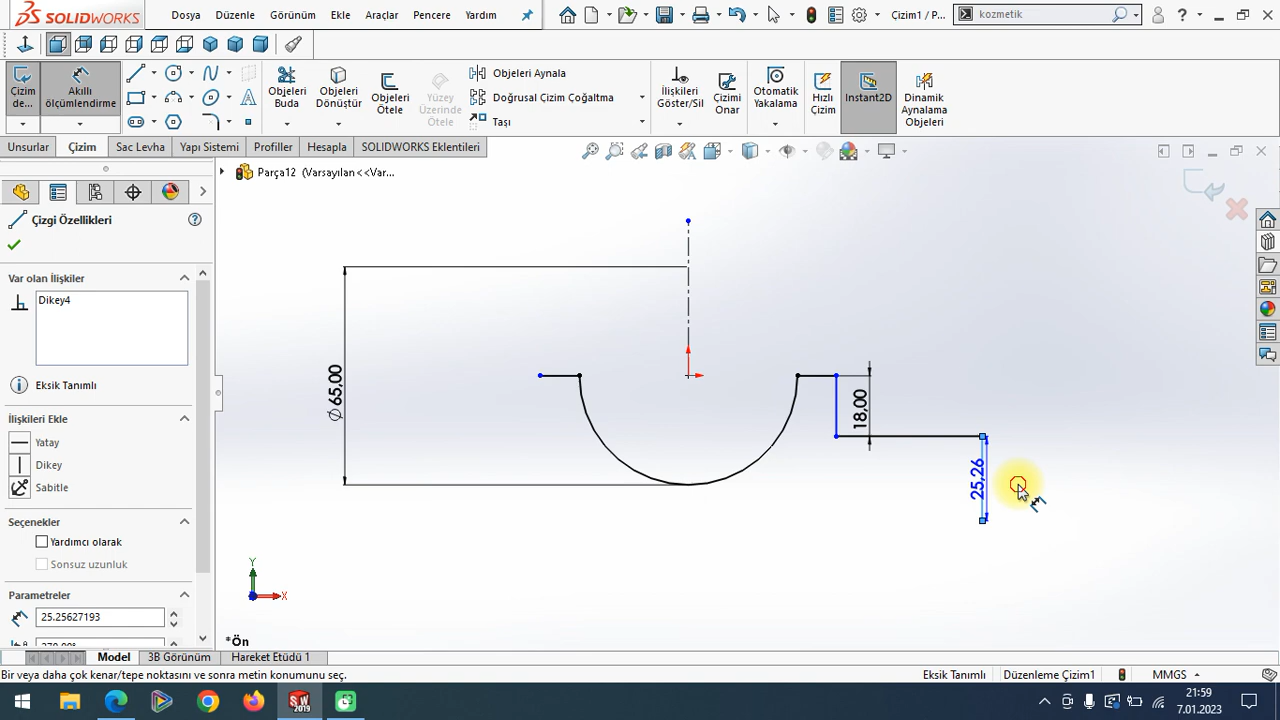 SOLIDWORKS
Dosya Düzenle Görünüm Ekle Araçlar Pencere Yardım
Çizim1 / P...
kozmetik
Çizim de...
Akıllı ölçümlendirme
Objeleri Buda
Objeleri Dönüştür
Objeleri Ötele
Yüzey Üzerinde Ötele
Objeleri Aynala
Doğrusal Çizim Çoğaltma
Taşı
İlişkileri Göster/Sil
Çizimi Onar
Otomatik Yakalama
Hızlı Çizim
Instant2D
Dinamik Aynalama Objeleri
Unsurlar Çizim Sac Levha Yapı Sistemi Profiller Hesapla SOLIDWORKS Eklentileri
Parça12 (Varsayılan<<Var...
Çizgi Özellikleri
Var olan İlişkiler
Dikey4
Eksik Tanımlı
İlişkileri Ekle
Yatay
Dikey
Sabitle
Seçenekler
Yardımcı olarak
Sonsuz uzunluk
Parametreler
25.25627193
Ø65,00
18,00
25,26
Y
X
*Ön
Model 3B Görünüm Hareket Etüdü 1
Bir veya daha çok kenar/tepe noktasını ve sonra metin konumunu seç.
Eksik Tanımlı Düzenleme Çizim1 MMGS
SW
2019
21:59
7.01.2023